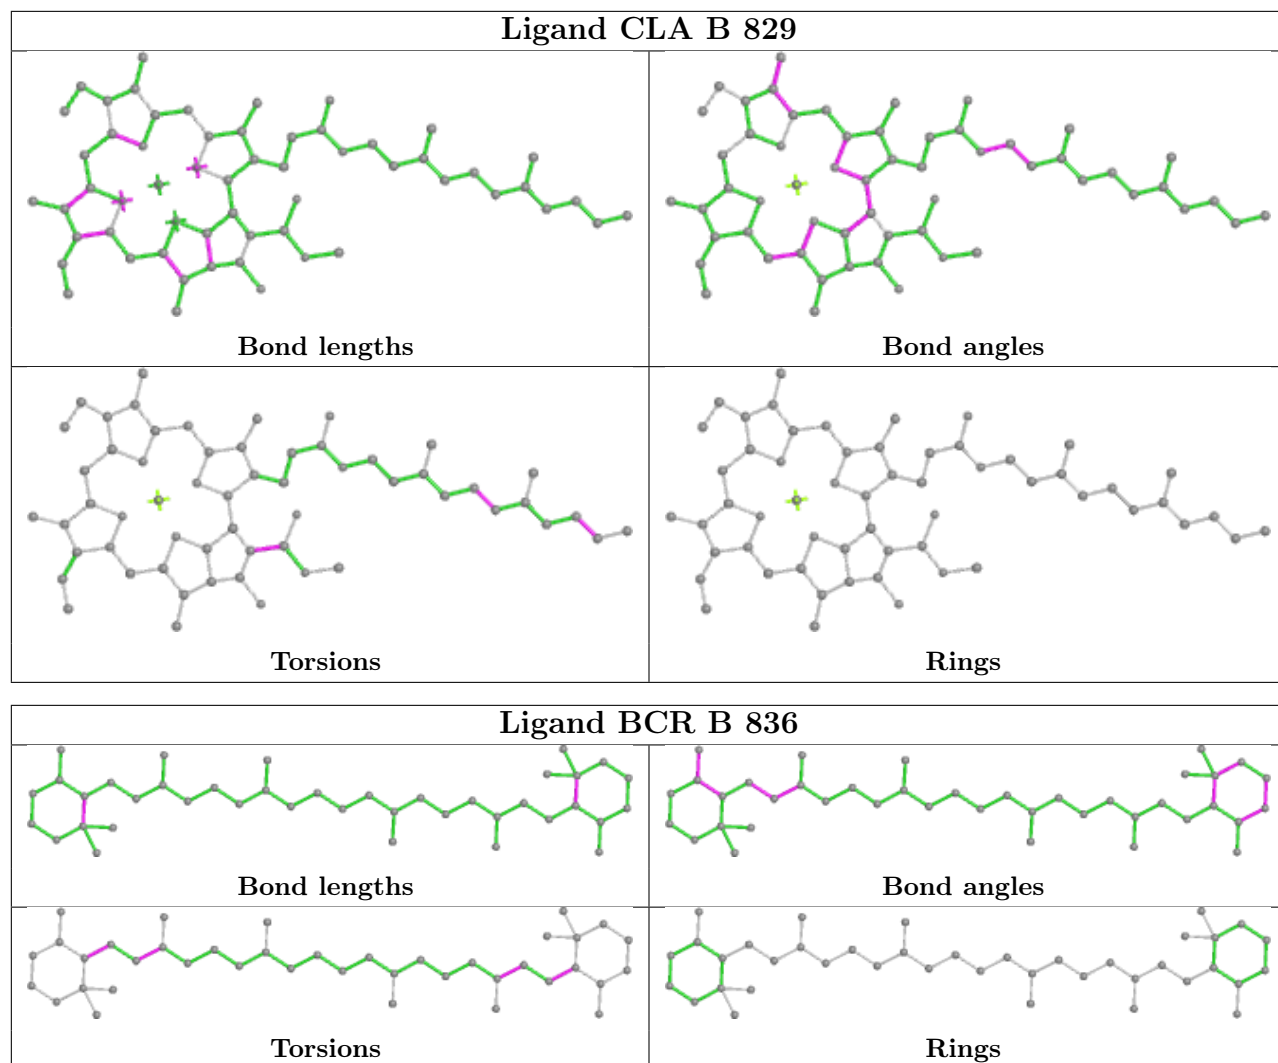 Ligand CLA B 829
Bond lengths
Bond angles
Torsions
Rings
Ligand BCR B 836
Bond lengths
Bond angles
Torsions
Rings